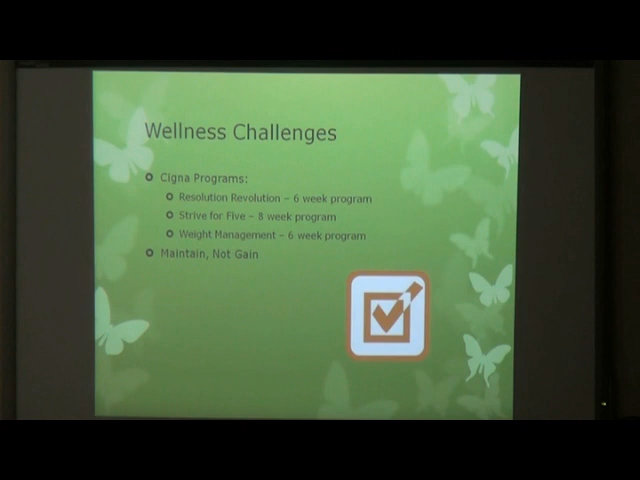 Wellness Challenges
Cigna Programs:
Resolution Revolution – 6 week program
Strive for Five – 8 week program
Weight Management – 6 week program
Maintain, Not Gain